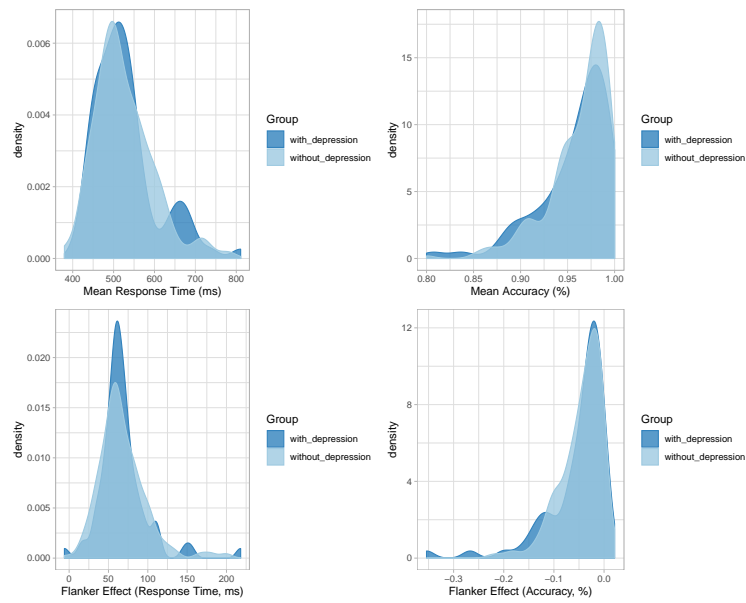 0.006
0.004
0.002
0.000
density
400 500 600 700 800
Mean Response Time (ms)
Group
with_depression
without_depression
15
10
5
0
density
0.80 0.85 0.90 0.95 1.00
Mean Accuracy (%)
Group
with_depression
without_depression
0.020
0.015
0.010
0.005
0.000
density
0 50 100 150 200
Flanker Effect (Response Time, ms)
Group
with_depression
without_depression
12
8
4
0
density
−0.3 −0.2 −0.1 0.0
Flanker Effect (Accuracy, %)
Group
with_depression
without_depression